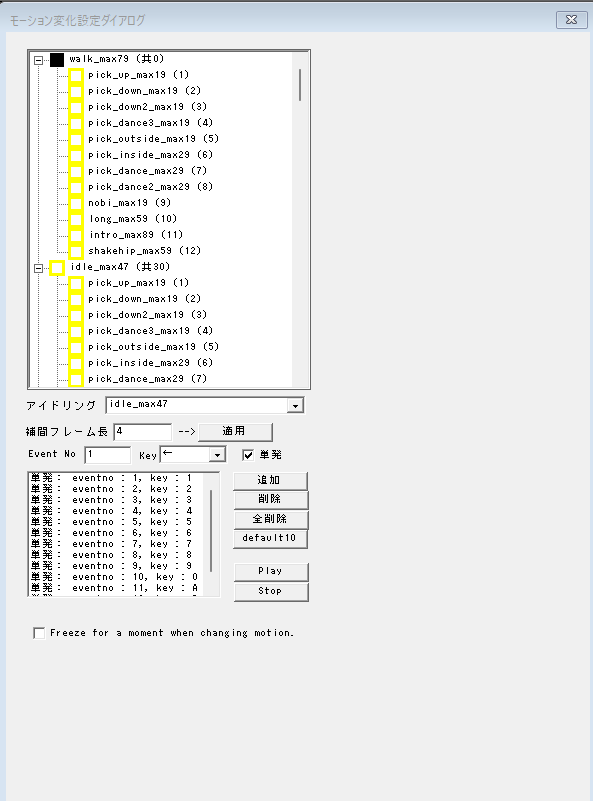 モーション変化設定ダイアログ
walk_max79 (共0)
pick_up_max19 (1)
pick_down_max19 (2)
pick_down2_max19 (3)
pick_dance3_max19 (4)
pick_outside_max19 (5)
pick_inside_max29 (6)
pick_dance_max29 (7)
pick_dance2_max29 (8)
nobi_max19 (9)
long_max59 (10)
intro_max89 (11)
shakehip_max59 (12)
idle_max47 (共30)
pick_up_max19 (1)
pick_down_max19 (2)
pick_down2_max19 (3)
pick_dance3_max19 (4)
pick_outside_max19 (5)
pick_inside_max29 (6)
pick_dance_max29 (7)
アイドリング idle_max47
補間フレーム長 4 --> 適用
Event No 1 Key ← 単発
単発： eventno : 1, key : 1
単発： eventno : 2, key : 2
単発： eventno : 3, key : 3
単発： eventno : 4, key : 4
単発： eventno : 5, key : 5
単発： eventno : 6, key : 6
単発： eventno : 7, key : 7
単発： eventno : 8, key : 8
単発： eventno : 9, key : 9
単発： eventno : 10, key : 0
単発： eventno : 11, key : A
追加
削除
全削除
default10
Play
Stop
Freeze for a moment when changing motion.